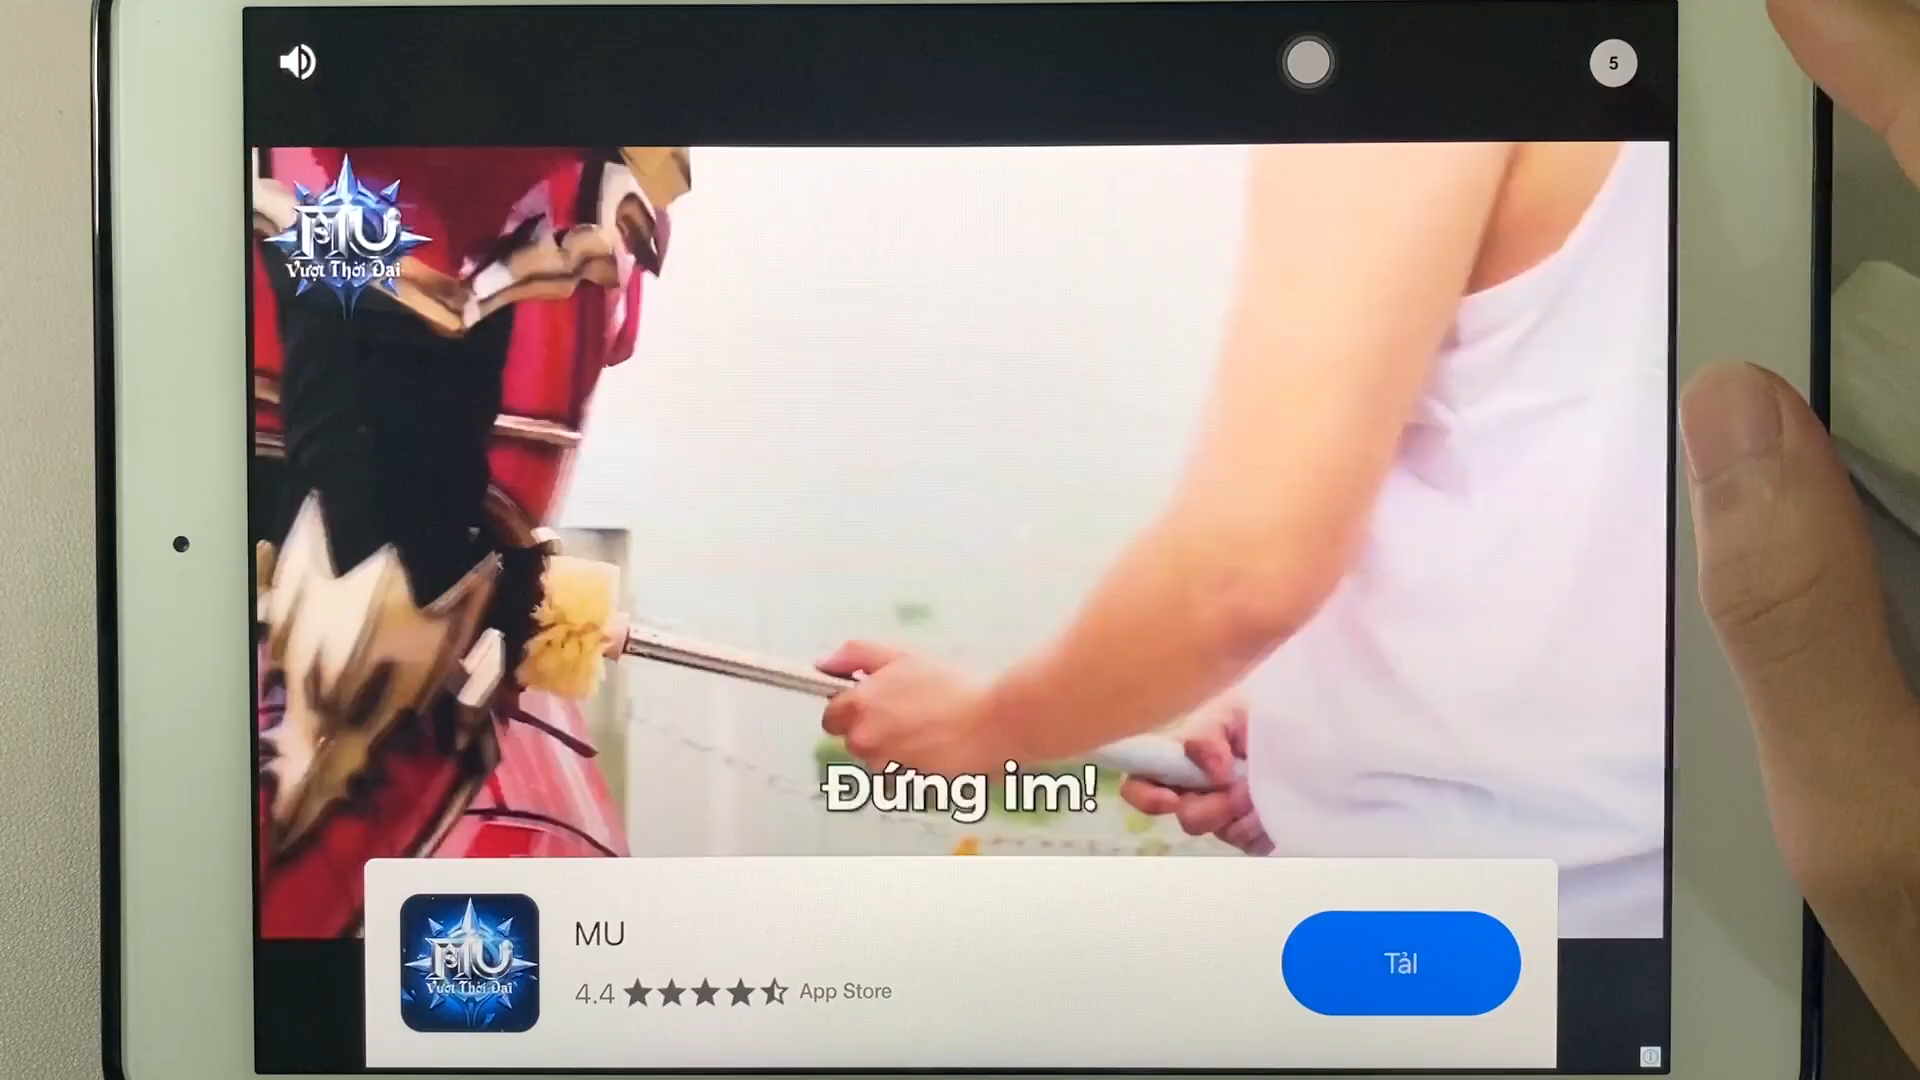 5
MU
Vượt Thời Đại
Đứng im!
MU
Vượt Thời Đại
MU
4.4
App Store
Tải